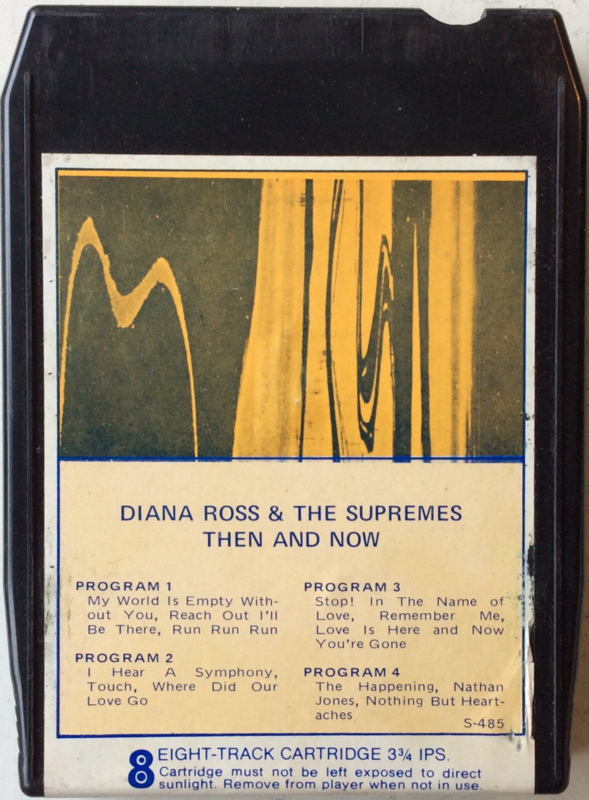 DIANA ROSS & THE SUPREMES
THEN AND NOW
PROGRAM 1
My World Is Empty With-
out You, Reach Out I'll
Be There, Run Run Run
PROGRAM 2
I Hear A Symphony,
Touch, Where Did Our
Love Go
PROGRAM 3
Stop! In The Name of
Love, Remember Me,
Love Is Here and Now
You're Gone
PROGRAM 4
The Happening, Nathan
Jones, Nothing But Heart-
aches
S-485
8 EIGHT-TRACK CARTRIDGE 3¾ IPS.
Cartridge must not be left exposed to direct
sunlight. Remove from player when not in use.